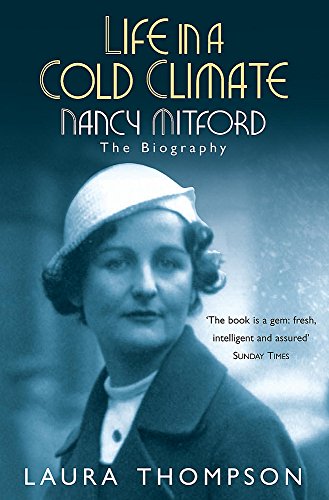 LIFE IN A
COLD CLIMATE
NANCY MITFORD
The Biography
‘The book is a gem: fresh,
intelligent and assured’
SUNDAY TIMES
LAURA THOMPSON